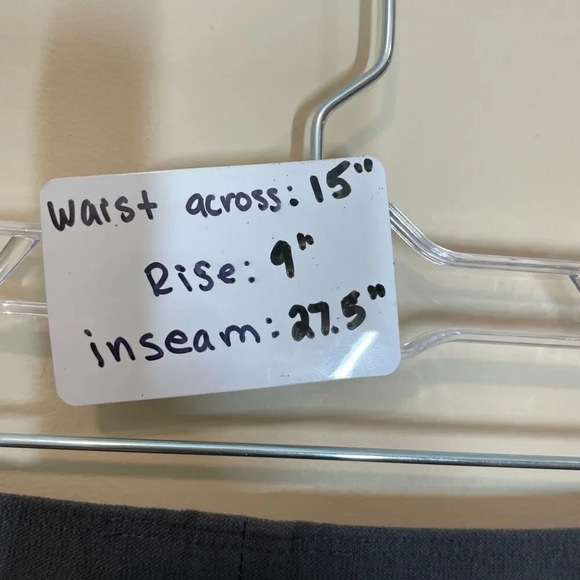 Waist across: 15"
Rise: 9"
inseam: 27.5"